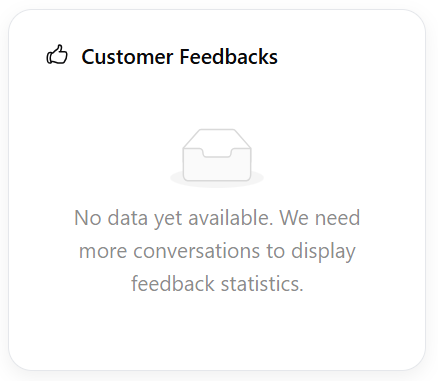 Customer Feedbacks
No data yet available. We need
more conversations to display
feedback statistics.